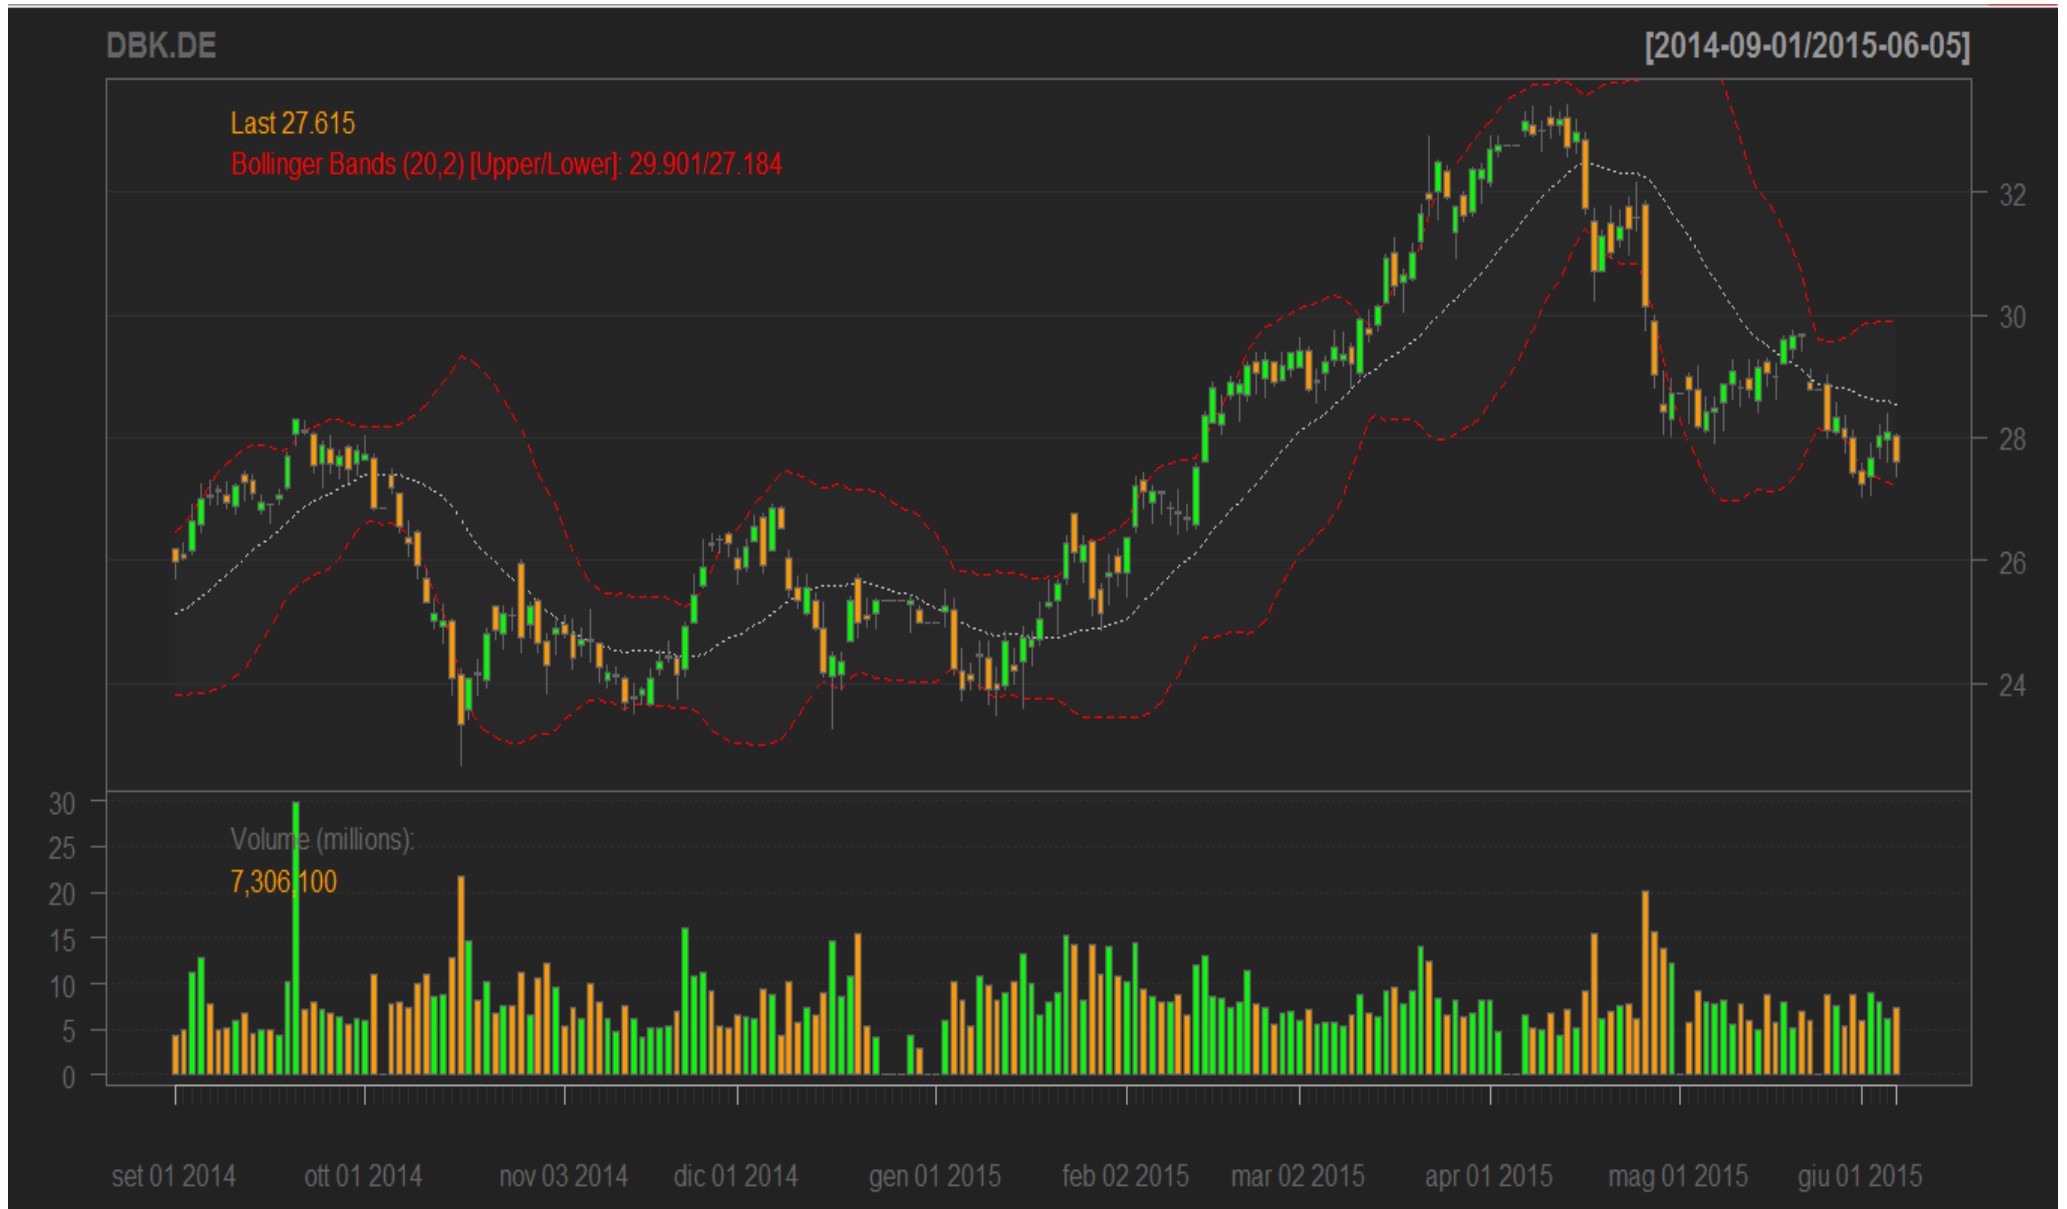 DBK.DE
[2014-09-01/2015-06-05]
Last 27.615
Bollinger Bands (20,2) [Upper/Lower]: 29.901/27.184
32
30
28
26
24
30
25
20
15
10
5
0
Volume (millions):
7,306,100
set 01 2014
ott 01 2014
nov 03 2014
dic 01 2014
gen 01 2015
feb 02 2015
mar 02 2015
apr 01 2015
mag 01 2015
giu 01 2015